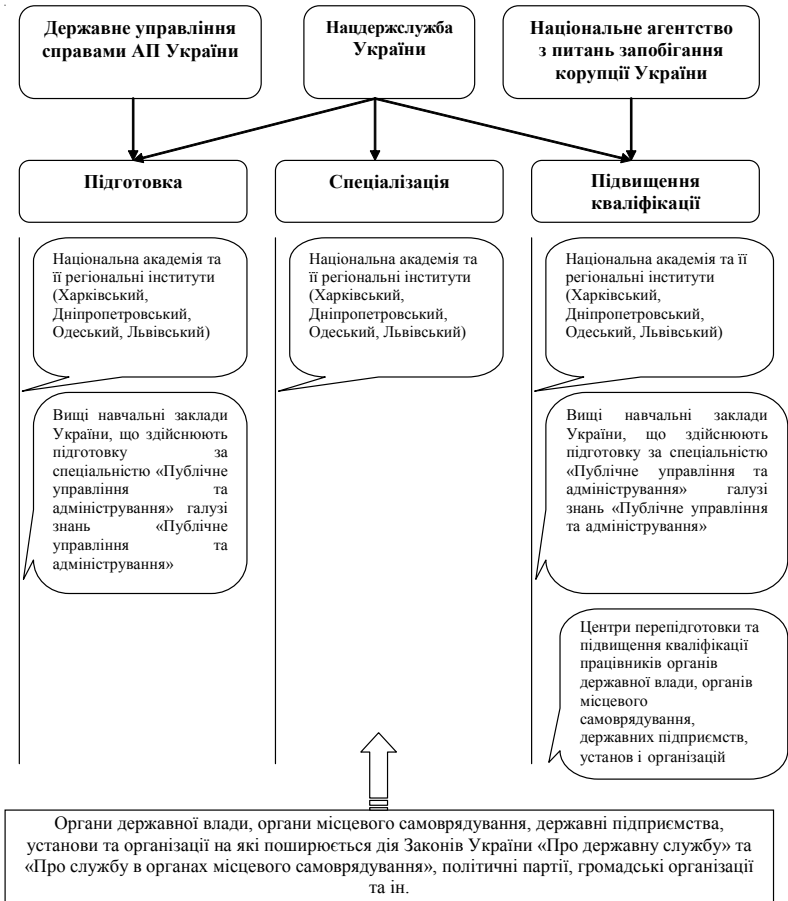 Державне управління
справами АП України
Нацдержслужба
України
Національне агентство
з питань запобігання
корупції України
Підготовка
Спеціалізація
Підвищення
кваліфікації
Національна академія та
її регіональні інститути
(Харківський,
Дніпропетровський,
Одеський, Львівський)
Вищі навчальні заклади
України, що здійснюють
підготовку за
спеціальністю «Публічне
управління та
адміністрування» галузі
знань «Публічне
управління та
адміністрування»
Національна академія та
її регіональні інститути
(Харківський,
Дніпропетровський,
Одеський, Львівський)
Національна академія та її
регіональні інститути
(Харківський,
Дніпропетровський,
Одеський, Львівський)
Вищі навчальні заклади
України, що здійснюють
підготовку за спеціальністю
«Публічне управління та
адміністрування» галузі
знань «Публічне управління
та адміністрування»
Центри перепідготовки та
підвищення кваліфікації
працівників органів
державної влади, органів
місцевого
самоврядування,
державних підприємств,
установ і організацій
Органи державної влади, органи місцевого самоврядування, державні підприємства,
установи та організації на які поширюється дія Законів України «Про державну службу» та
«Про службу в органах місцевого самоврядування», політичні партії, громадські організації
та ін.